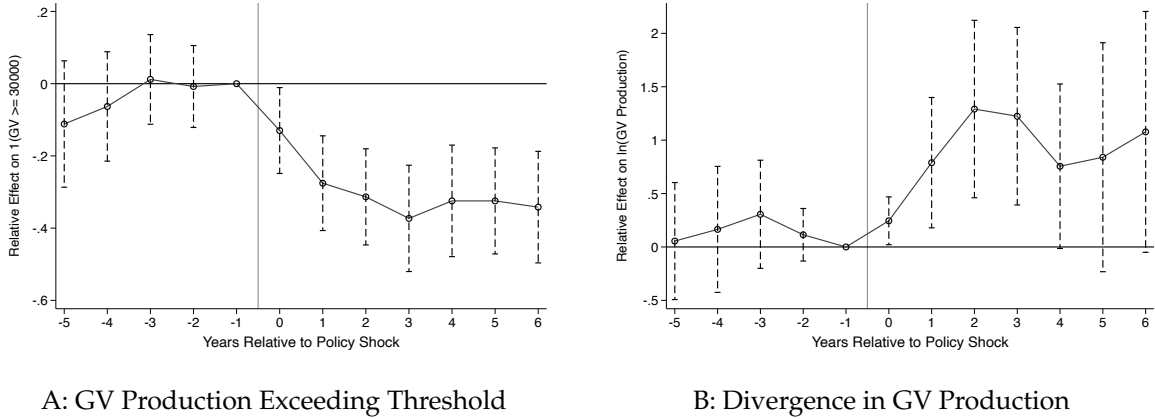 .2
0
-.2
-.4
-.6
Relative Effect on 1(GV >= 30000)
-5 -4 -3 -2 -1 0 1 2 3 4 5 6
Years Relative to Policy Shock
A: GV Production Exceeding Threshold
2
1.5
1
.5
0
-.5
Relative Effect on ln(GV Production)
-5 -4 -3 -2 -1 0 1 2 3 4 5 6
Years Relative to Policy Shock
B: Divergence in GV Production